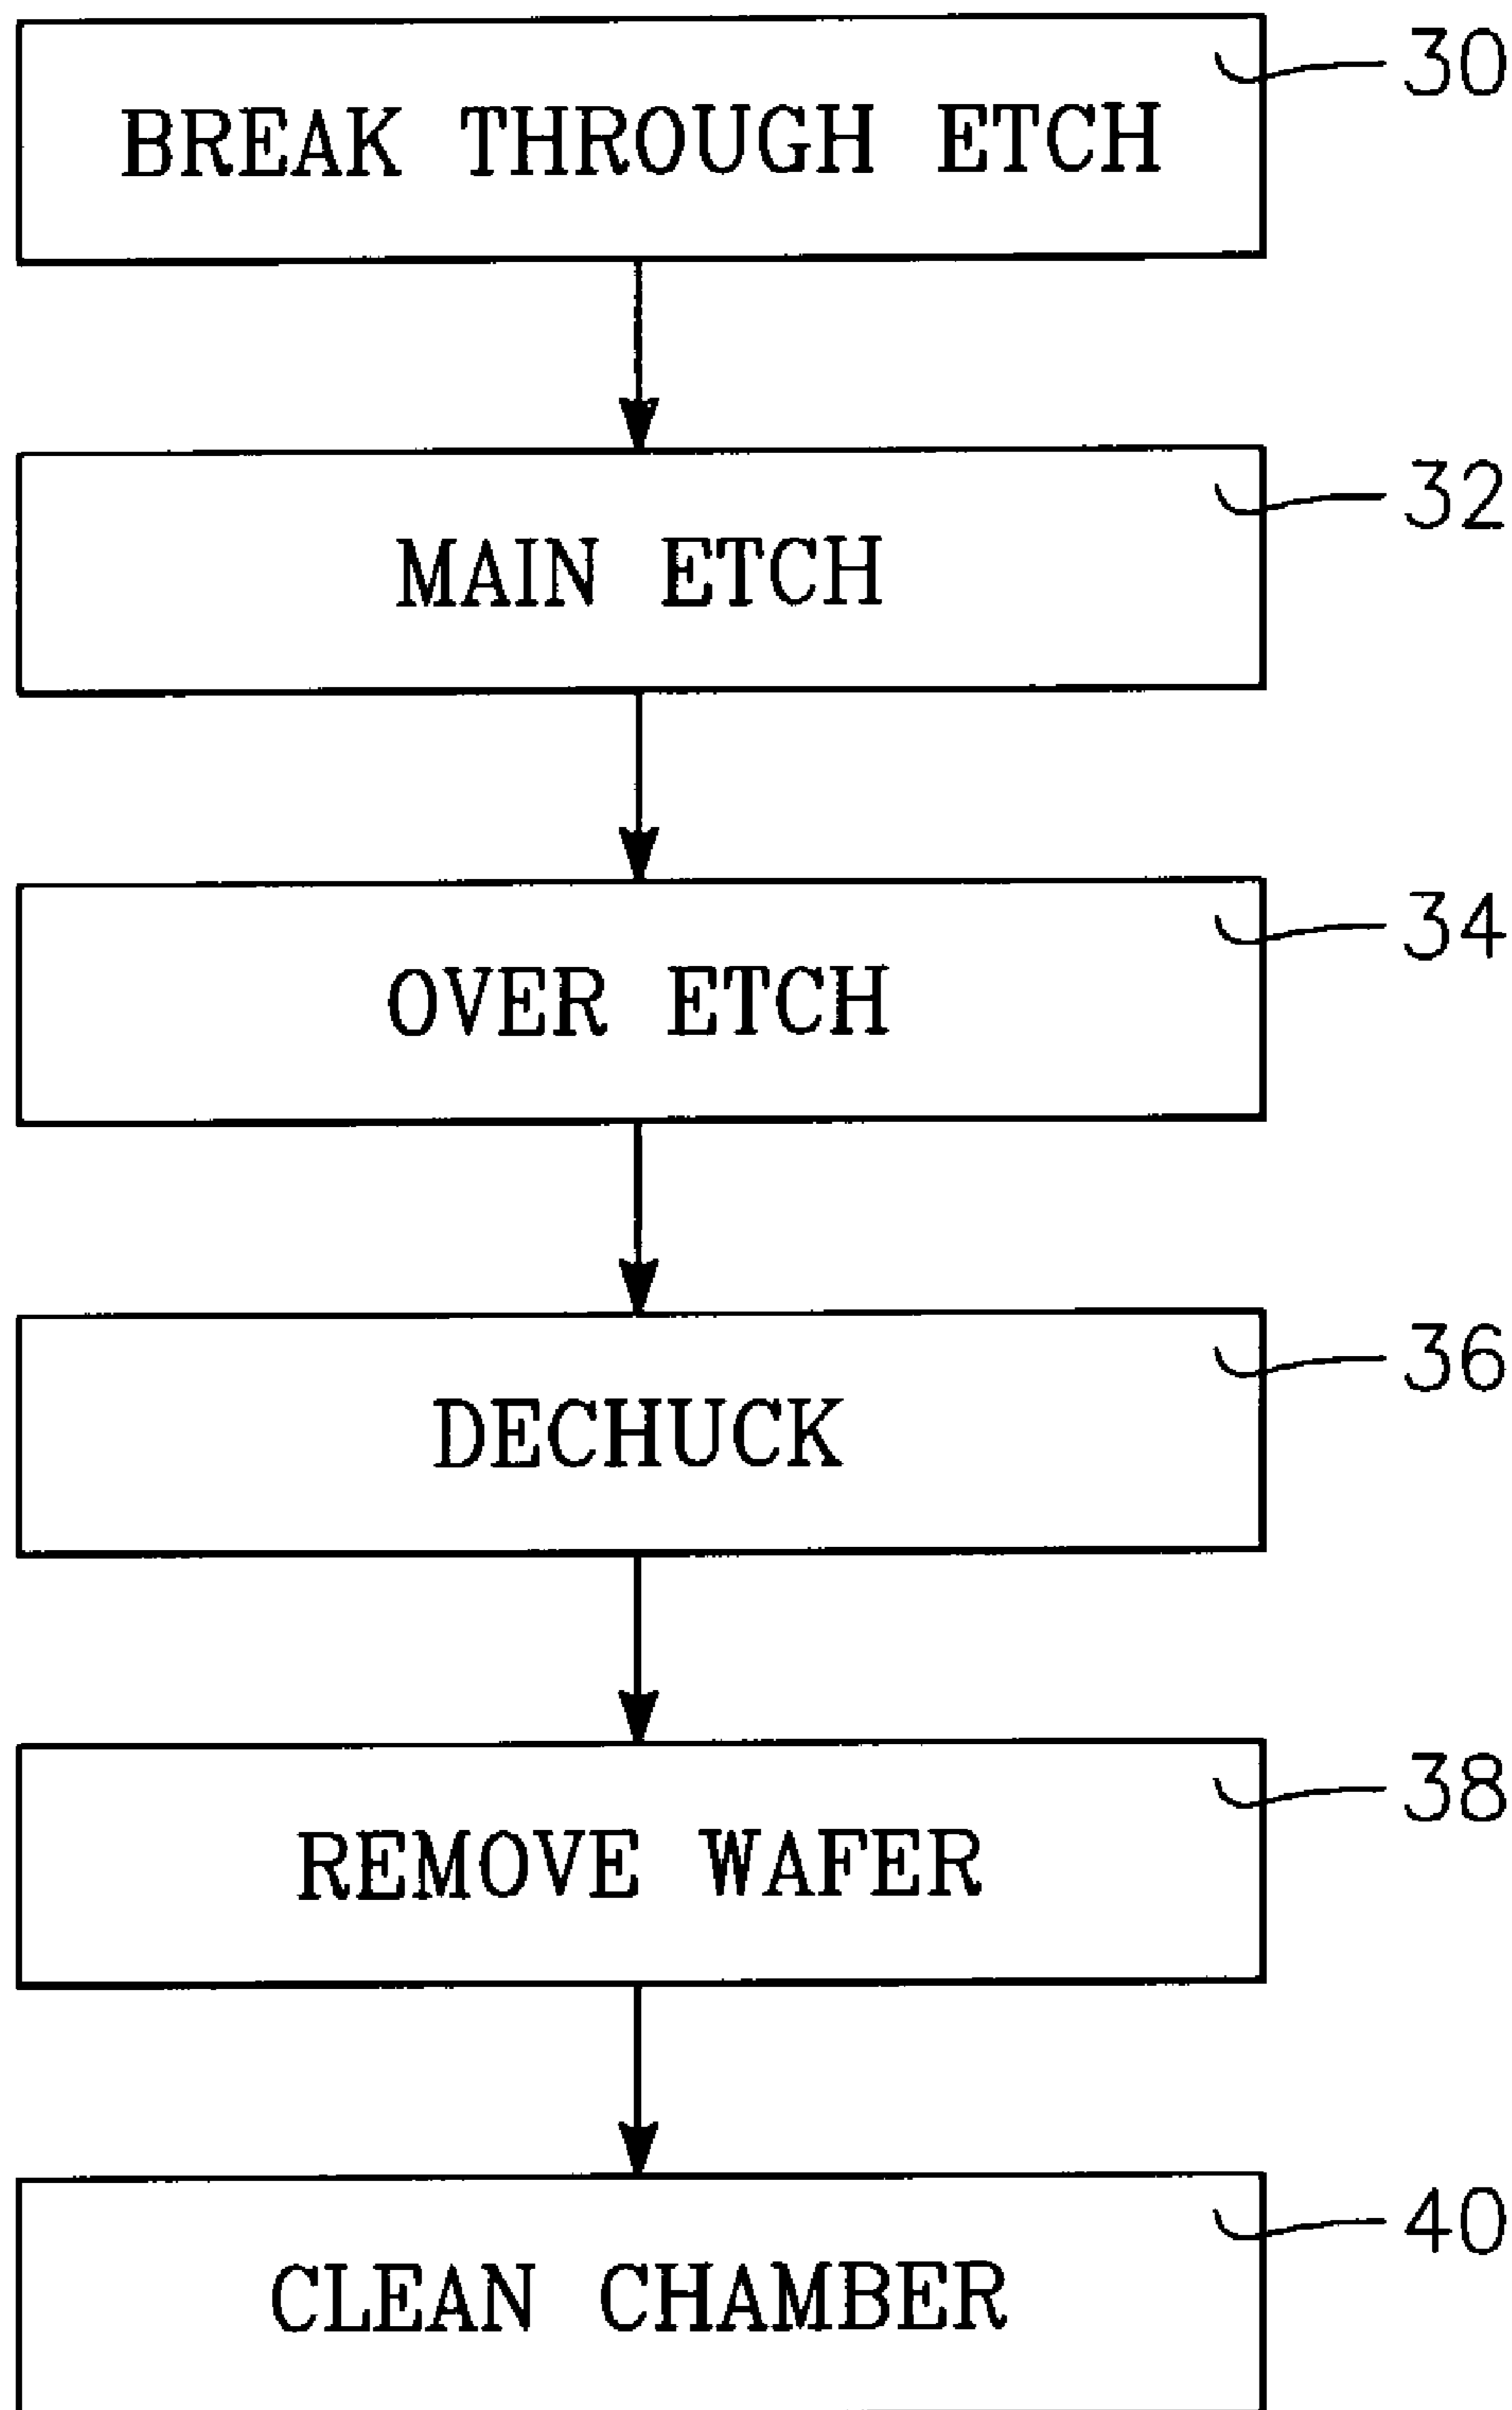 BREAK THROUGH ETCH
30
MAIN ETCH
32
OVER ETCH
34
DECHUCK
36
REMOVE WAFER
38
CLEAN CHAMBER
40